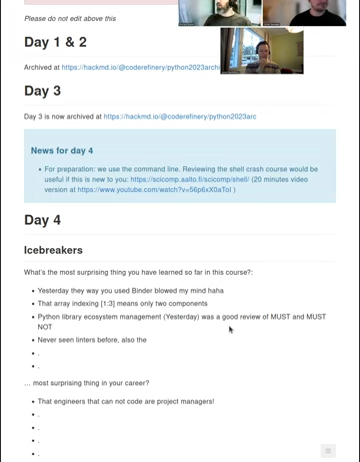 Please do not edit above this
Day 1 & 2
Archived at https://hackmd.io/@coderefinery/python2023arch
Day 3
Day 3 is now archived at https://hackmd.io/@coderefinery/python2023arc
News for day 4
For preparation: we use the command line. Reviewing the shell crash course would be
useful if this is new to you: https://scicomp.aalto.fi/scicomp/shell/ (20 minutes video
version at https://www.youtube.com/watch?v=56p6xX0aToI )
Day 4
Icebreakers
What's the most surprising thing you have learned so far in this course?:
Yesterday they way you used Binder blowed my mind haha
That array indexing [1:3] means only two components
Python library ecosystem management (Yesterday) was a good review of MUST and MUST
NOT
Never seen linters before, also the
.
.
... most surprising thing in your career?
That engineers that can not code are project managers!
.
.
.
.